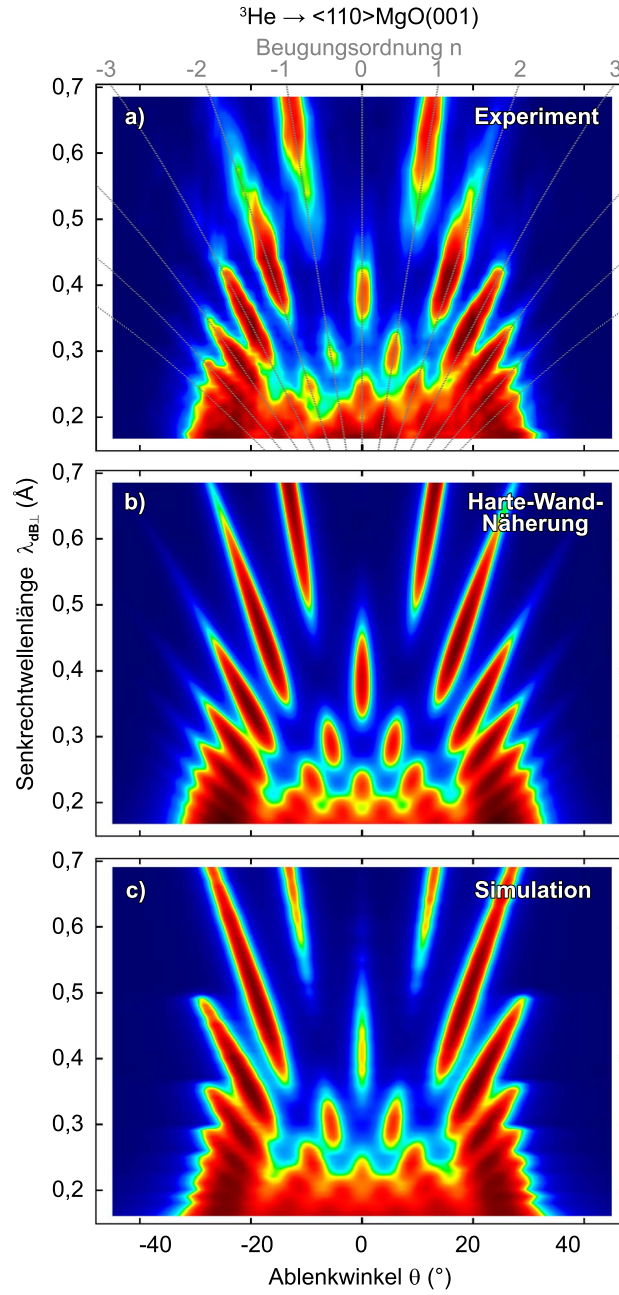 ³He → <110>MgO(001)
Beugungsordnung n
-3 -2 -1 0 1 2 3
a) Experiment
0,7
0,6
0,5
0,4
0,3
0,2
b) Harte-Wand-
Näherung
0,7
0,6
0,5
0,4
0,3
0,2
c) Simulation
0,7
0,6
0,5
0,4
0,3
0,2
Senkrechtwellenlänge λdB⊥ (Å)
-40 -20 0 20 40
Ablenkwinkel θ (°)